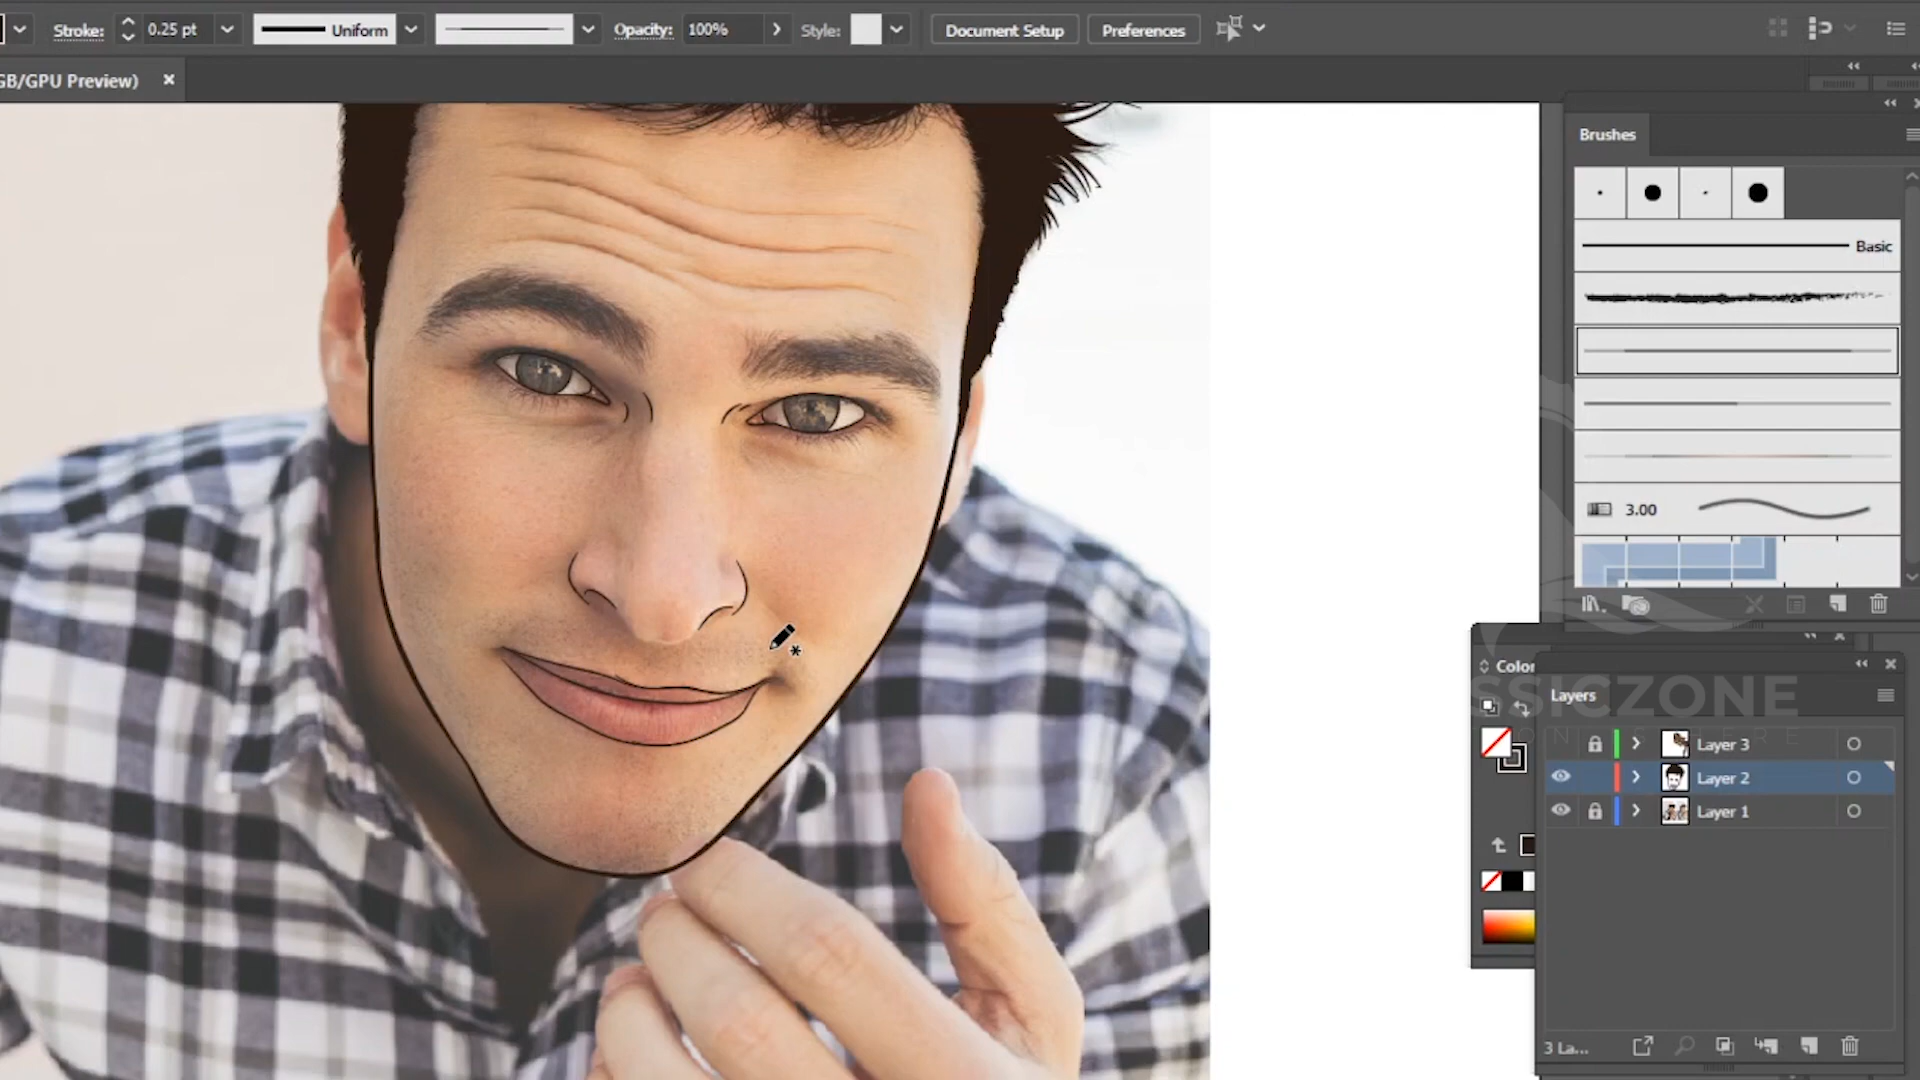 Stroke: 0.25 pt Uniform Opacity: 100% Style: Document Setup Preferences
GB/GPU Preview) ×
Brushes
Basic
3.00
Color
Layers
SSICZONE
Layer 3
Layer 2
Layer 1
3 La...